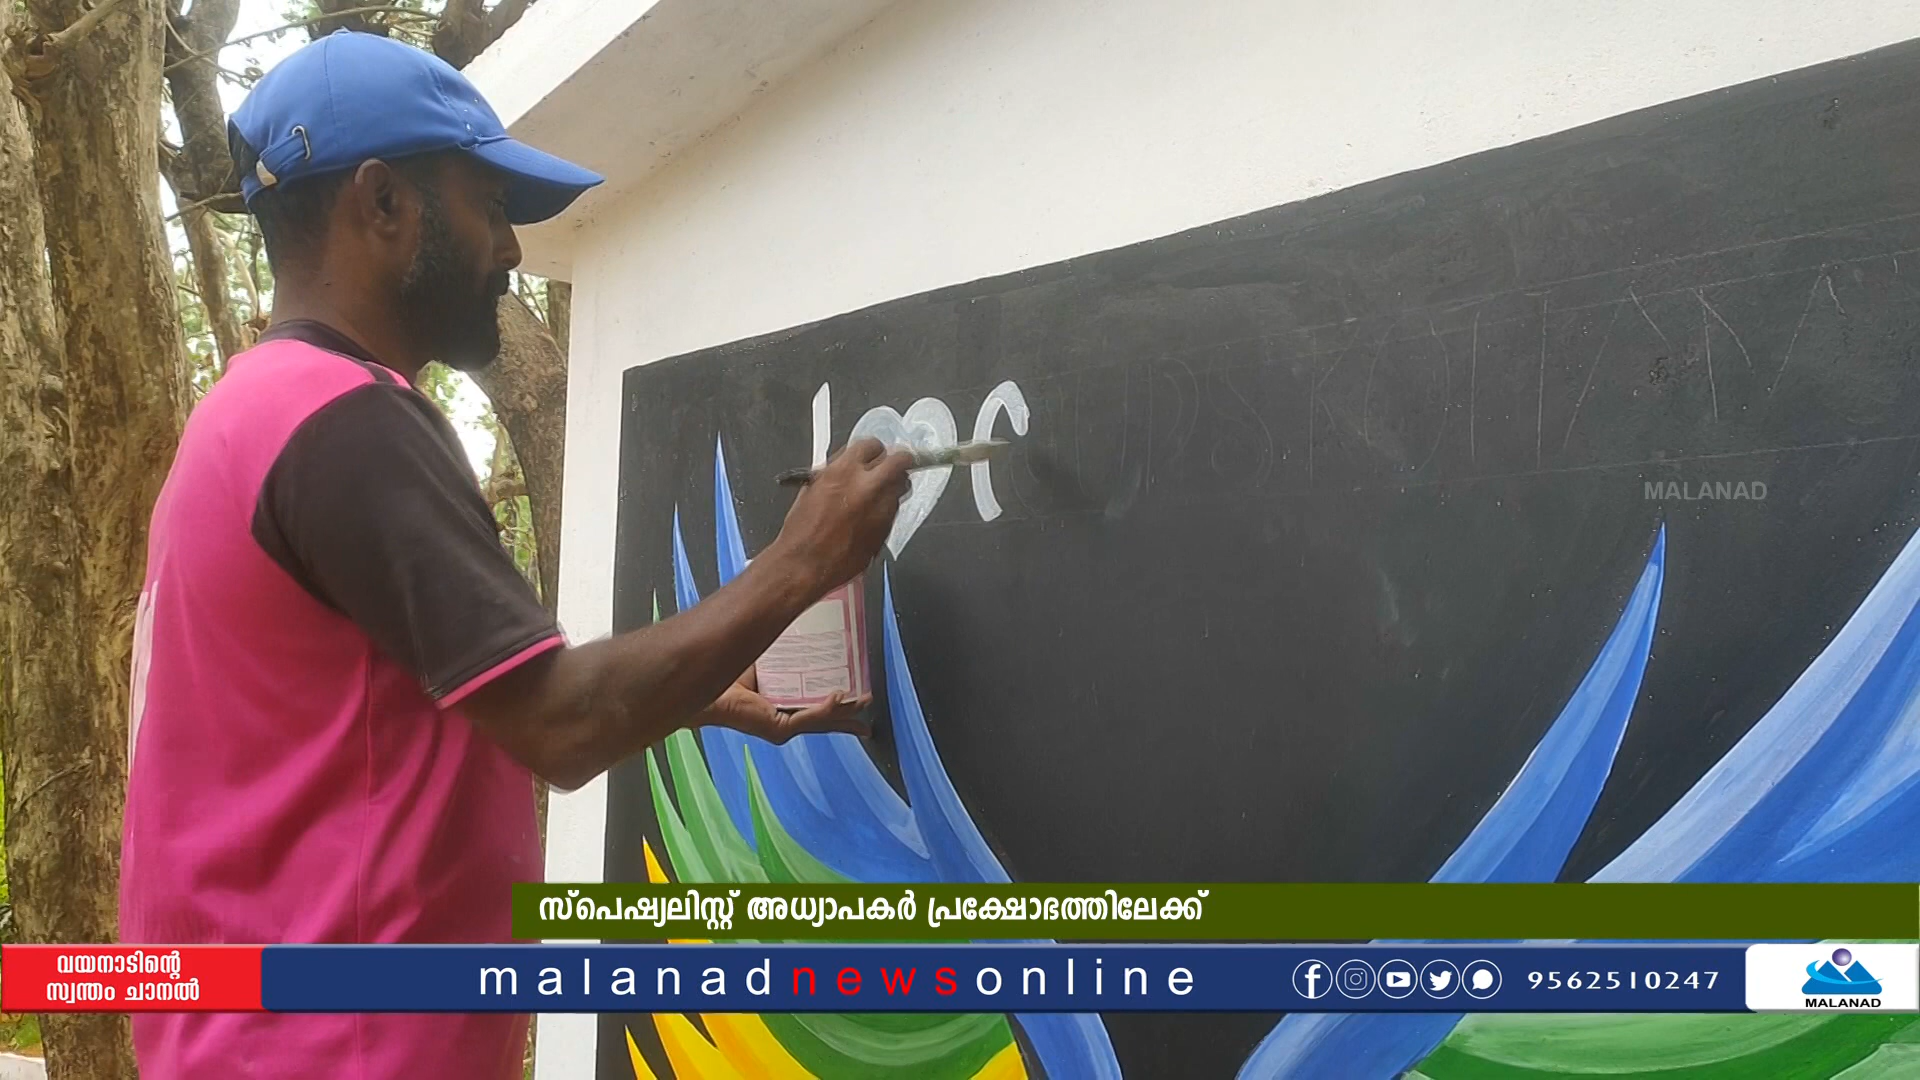 I
MALANAD
സ്പെഷ്യലിസ്റ്റ് അധ്യാപകർ പ്രക്ഷോഭത്തിലേക്ക്
വയനാടിന്റെ
സ്വന്തം ചാനൽ
malanadnewsonline
9562510247
MALANAD